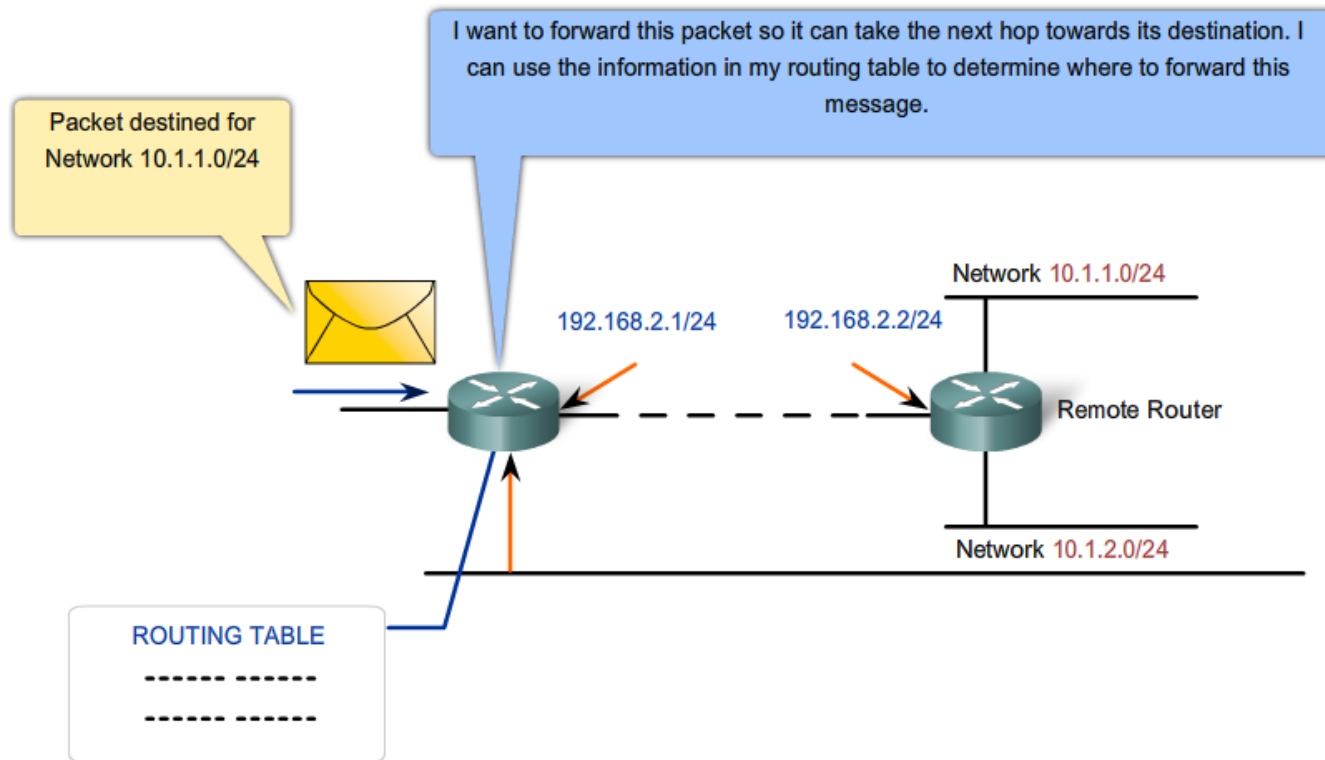 I want to forward this packet so it can take the next hop towards its destination. I
can use the information in my routing table to determine where to forward this
message.
Packet destined for
Network 10.1.1.0/24
Network 10.1.1.0/24
192.168.2.1/24
192.168.2.2/24
Remote Router
Network 10.1.2.0/24
ROUTING TABLE